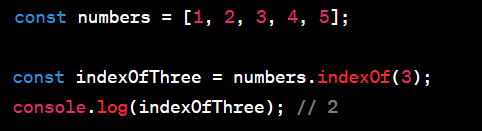 const numbers = [1, 2, 3, 4, 5];
const indexOfThree = numbers.indexOf(3);
console.log(indexOfThree); // 2